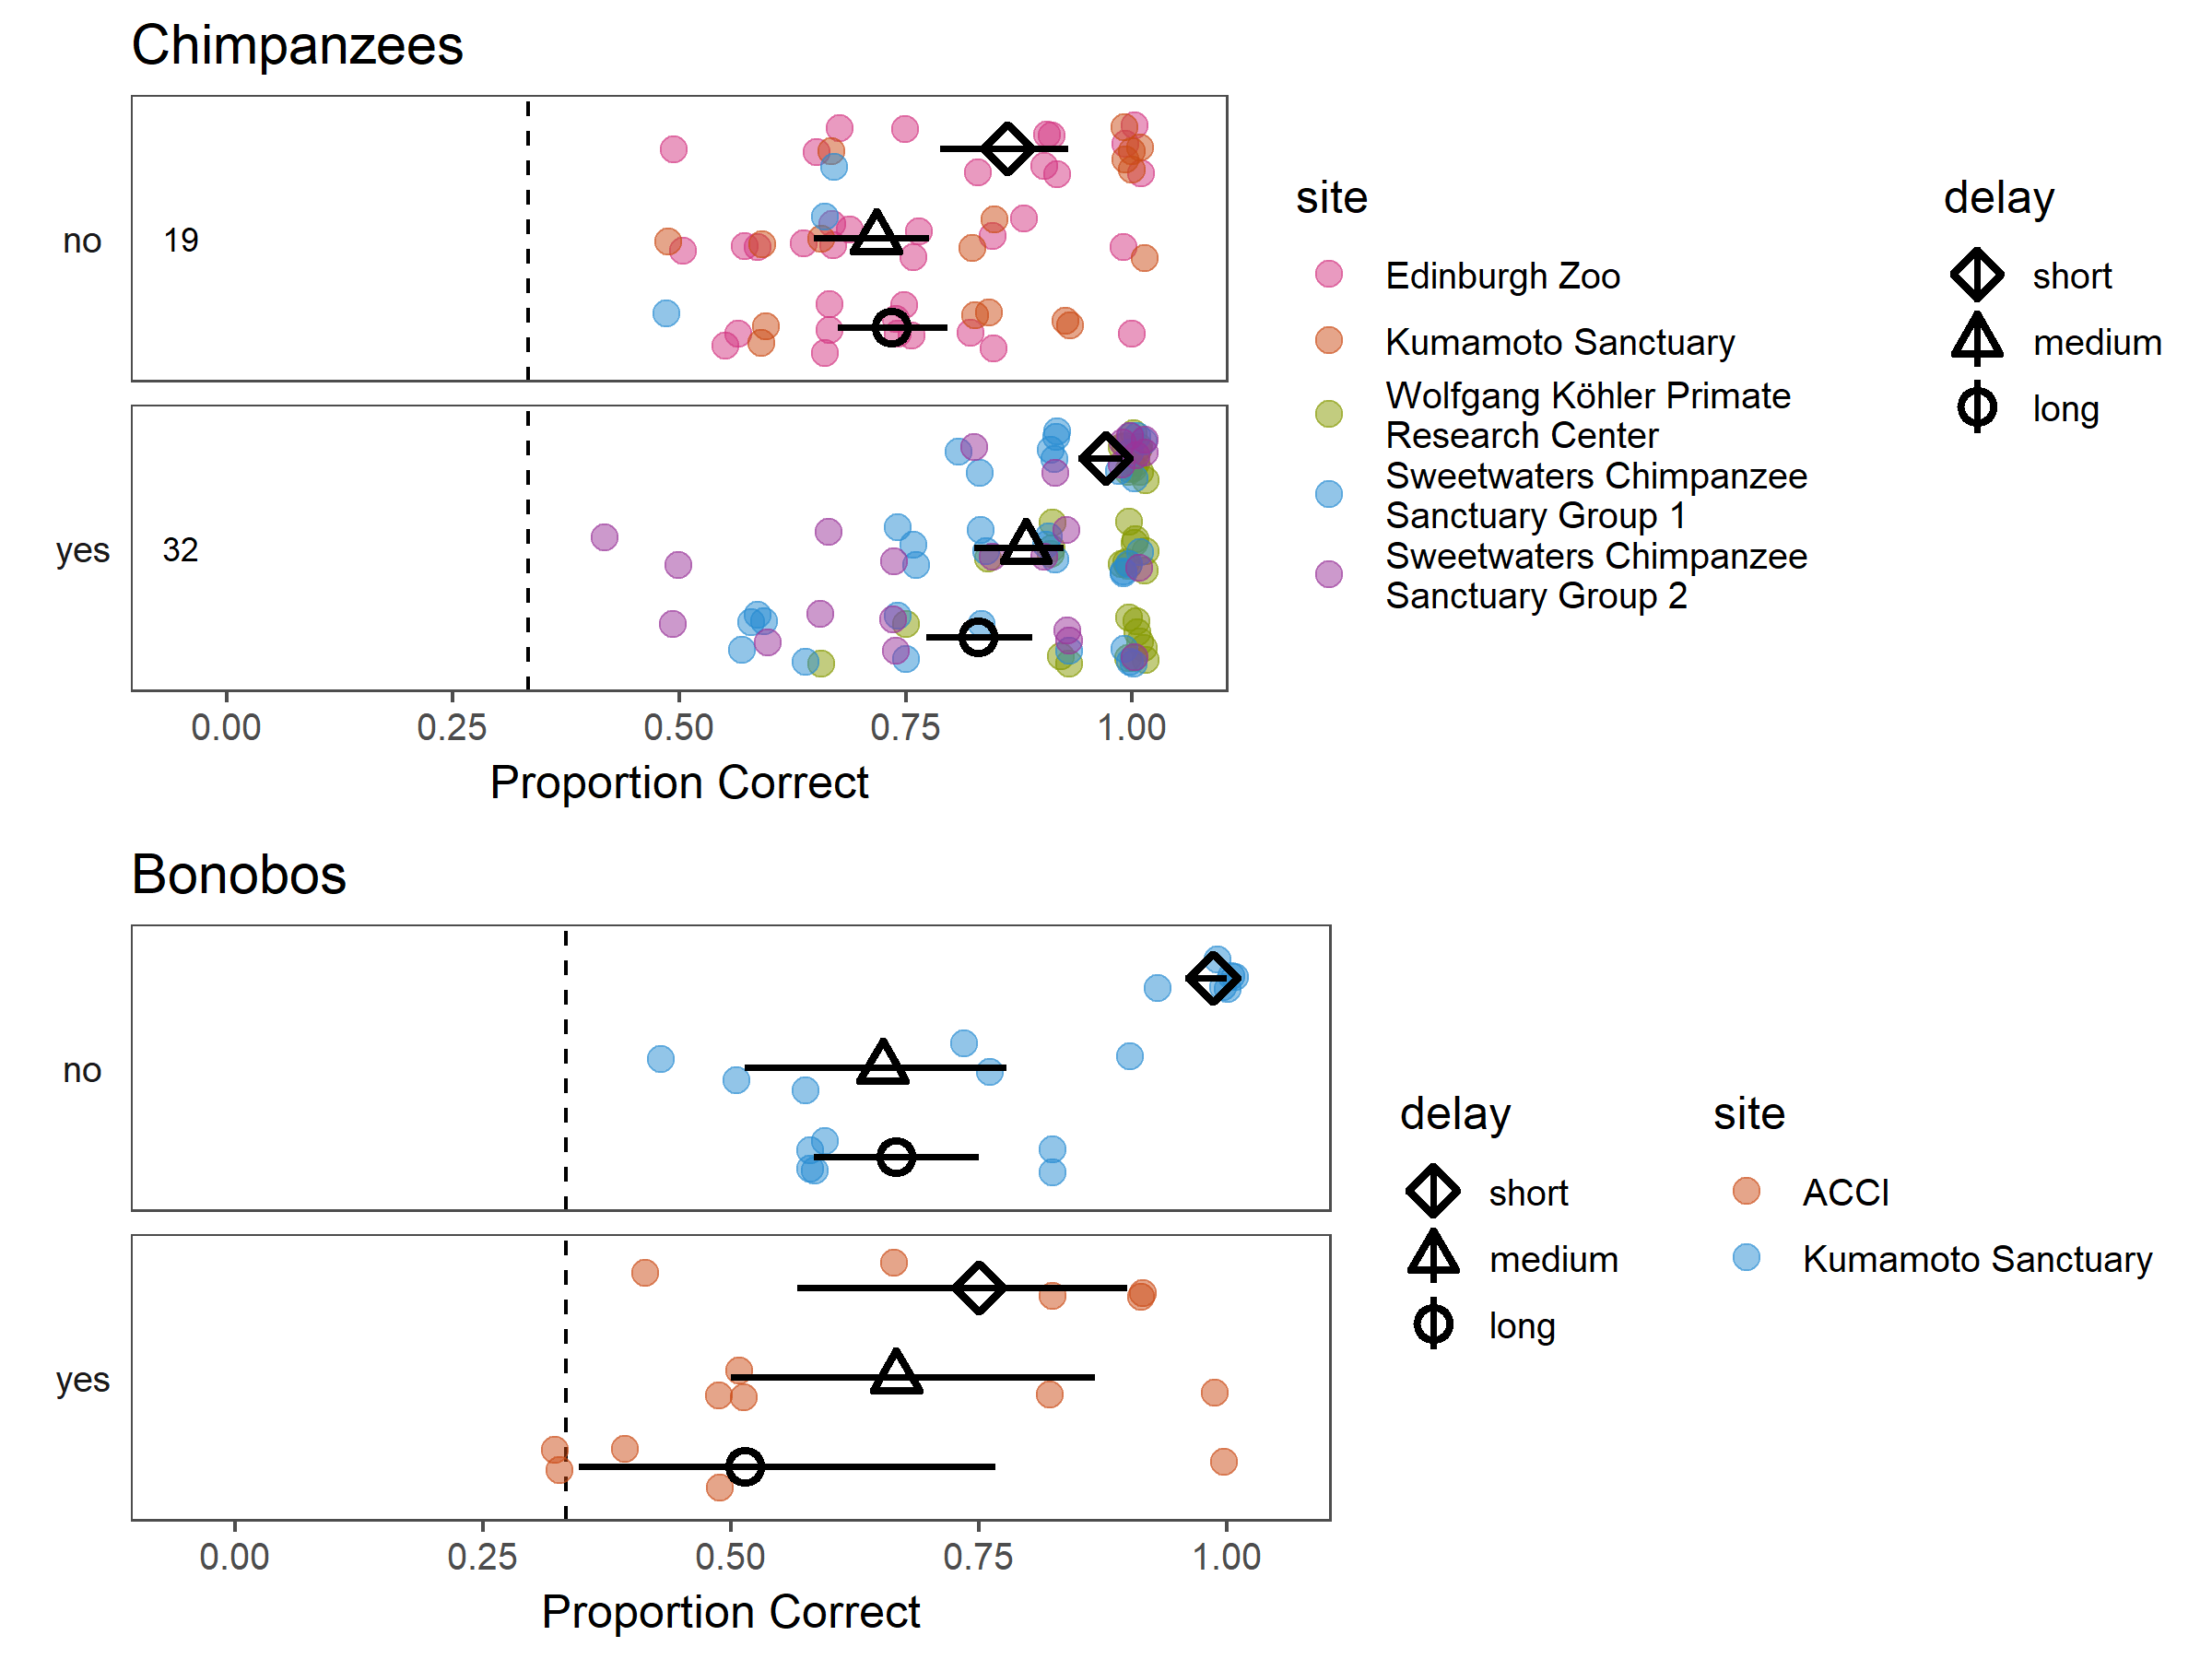 Chimpanzees
no
19
yes
32
0.00
0.25
0.50
0.75
1.00
Proportion Correct
site
Edinburgh Zoo
Kumamoto Sanctuary
Wolfgang Köhler Primate
Research Center
Sweetwaters Chimpanzee
Sanctuary Group 1
Sweetwaters Chimpanzee
Sanctuary Group 2
delay
short
medium
long
Bonobos
no
yes
0.00
0.25
0.50
0.75
1.00
Proportion Correct
delay
short
medium
long
site
ACCI
Kumamoto Sanctuary